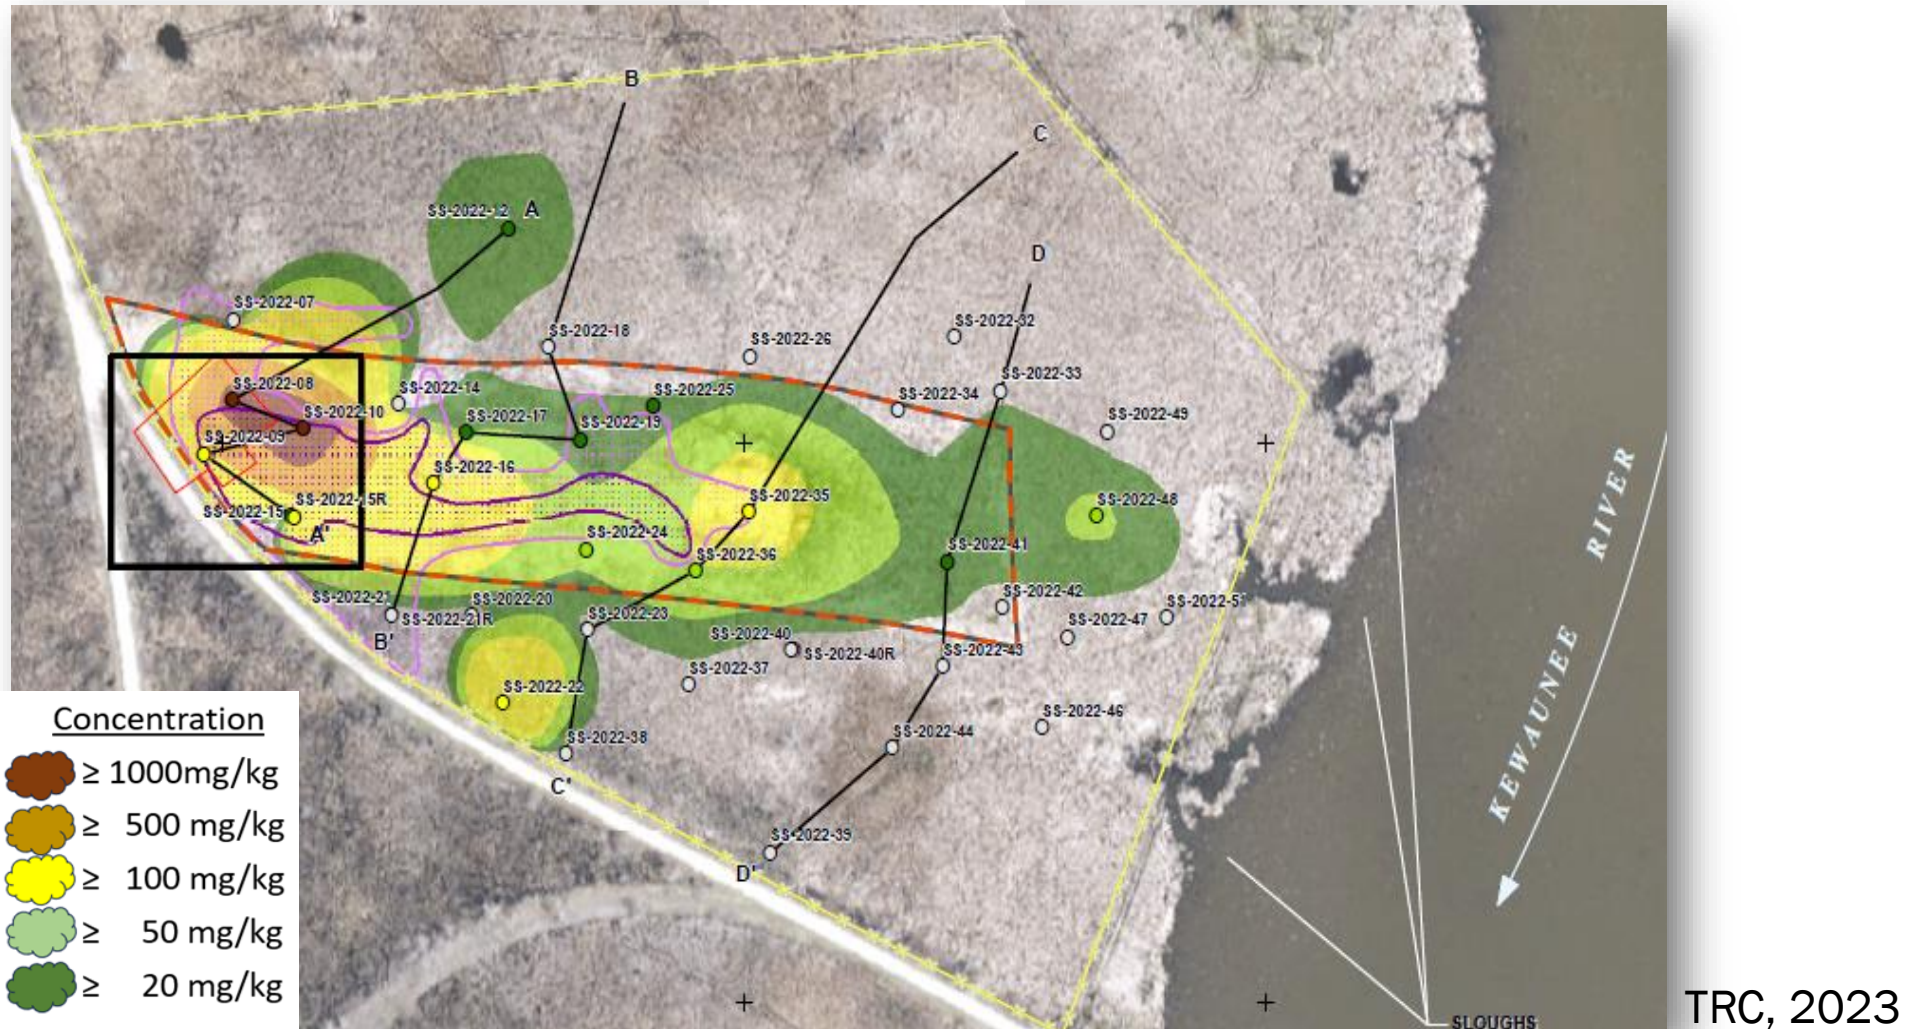 B
C
SS-2022-12 A
D
SS-2022-07
SS-2022-18
SS-2022-26
SS-2022-32
SS-2022-08
SS-2022-14
SS-2022-25
SS-2022-34
SS-2022-33
SS-2022-10
SS-2022-17
SS-2022-19
SS-2022-49
SS-2022-09
SS-2022-16
SS-2022-15R
SS-2022-15
SS-2022-35
SS-2022-48
A'
SS-2022-24
SS-2022-36
SS-2022-41
SS-2022-21
SS-2022-20
SS-2022-21R
SS-2022-23
SS-2022-42
SS-2022-47
SS-2022-51
B'
SS-2022-40
SS-2022-40R
SS-2022-43
SS-2022-37
SS-2022-22
SS-2022-46
SS-2022-38
SS-2022-44
C'
SS-2022-39
D'
KEWAUNEE RIVER
SLOUGHS
Concentration
≥ 1000mg/kg
≥ 500 mg/kg
≥ 100 mg/kg
≥ 50 mg/kg
≥ 20 mg/kg
TRC, 2023